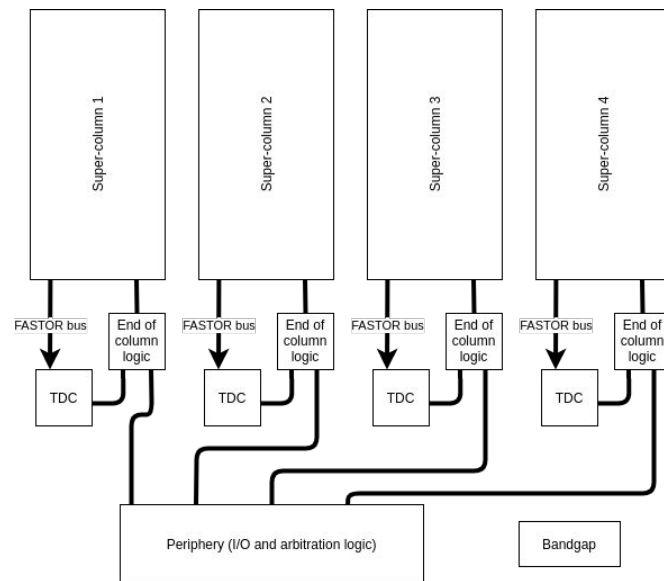 Super-column 1
Super-column 2
Super-column 3
Super-column 4
FASTOR bus
End of
column
logic
FASTOR bus
End of
column
logic
FASTOR bus
End of
column
logic
FASTOR bus
End of
column
logic
TDC
TDC
TDC
TDC
Periphery (I/O and arbitration logic)
Bandgap